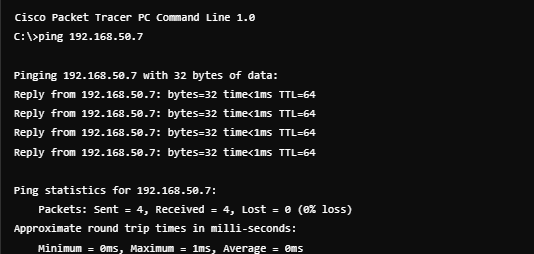 Cisco Packet Tracer PC Command Line 1.0
C:\>ping 192.168.50.7
Pinging 192.168.50.7 with 32 bytes of data:
Reply from 192.168.50.7: bytes=32 time<1ms TTL=64
Reply from 192.168.50.7: bytes=32 time<1ms TTL=64
Reply from 192.168.50.7: bytes=32 time<1ms TTL=64
Reply from 192.168.50.7: bytes=32 time<1ms TTL=64
Ping statistics for 192.168.50.7:
Packets: Sent = 4, Received = 4, Lost = 0 (0% loss)
Approximate round trip times in milli-seconds:
Minimum = 0ms, Maximum = 1ms, Average = 0ms